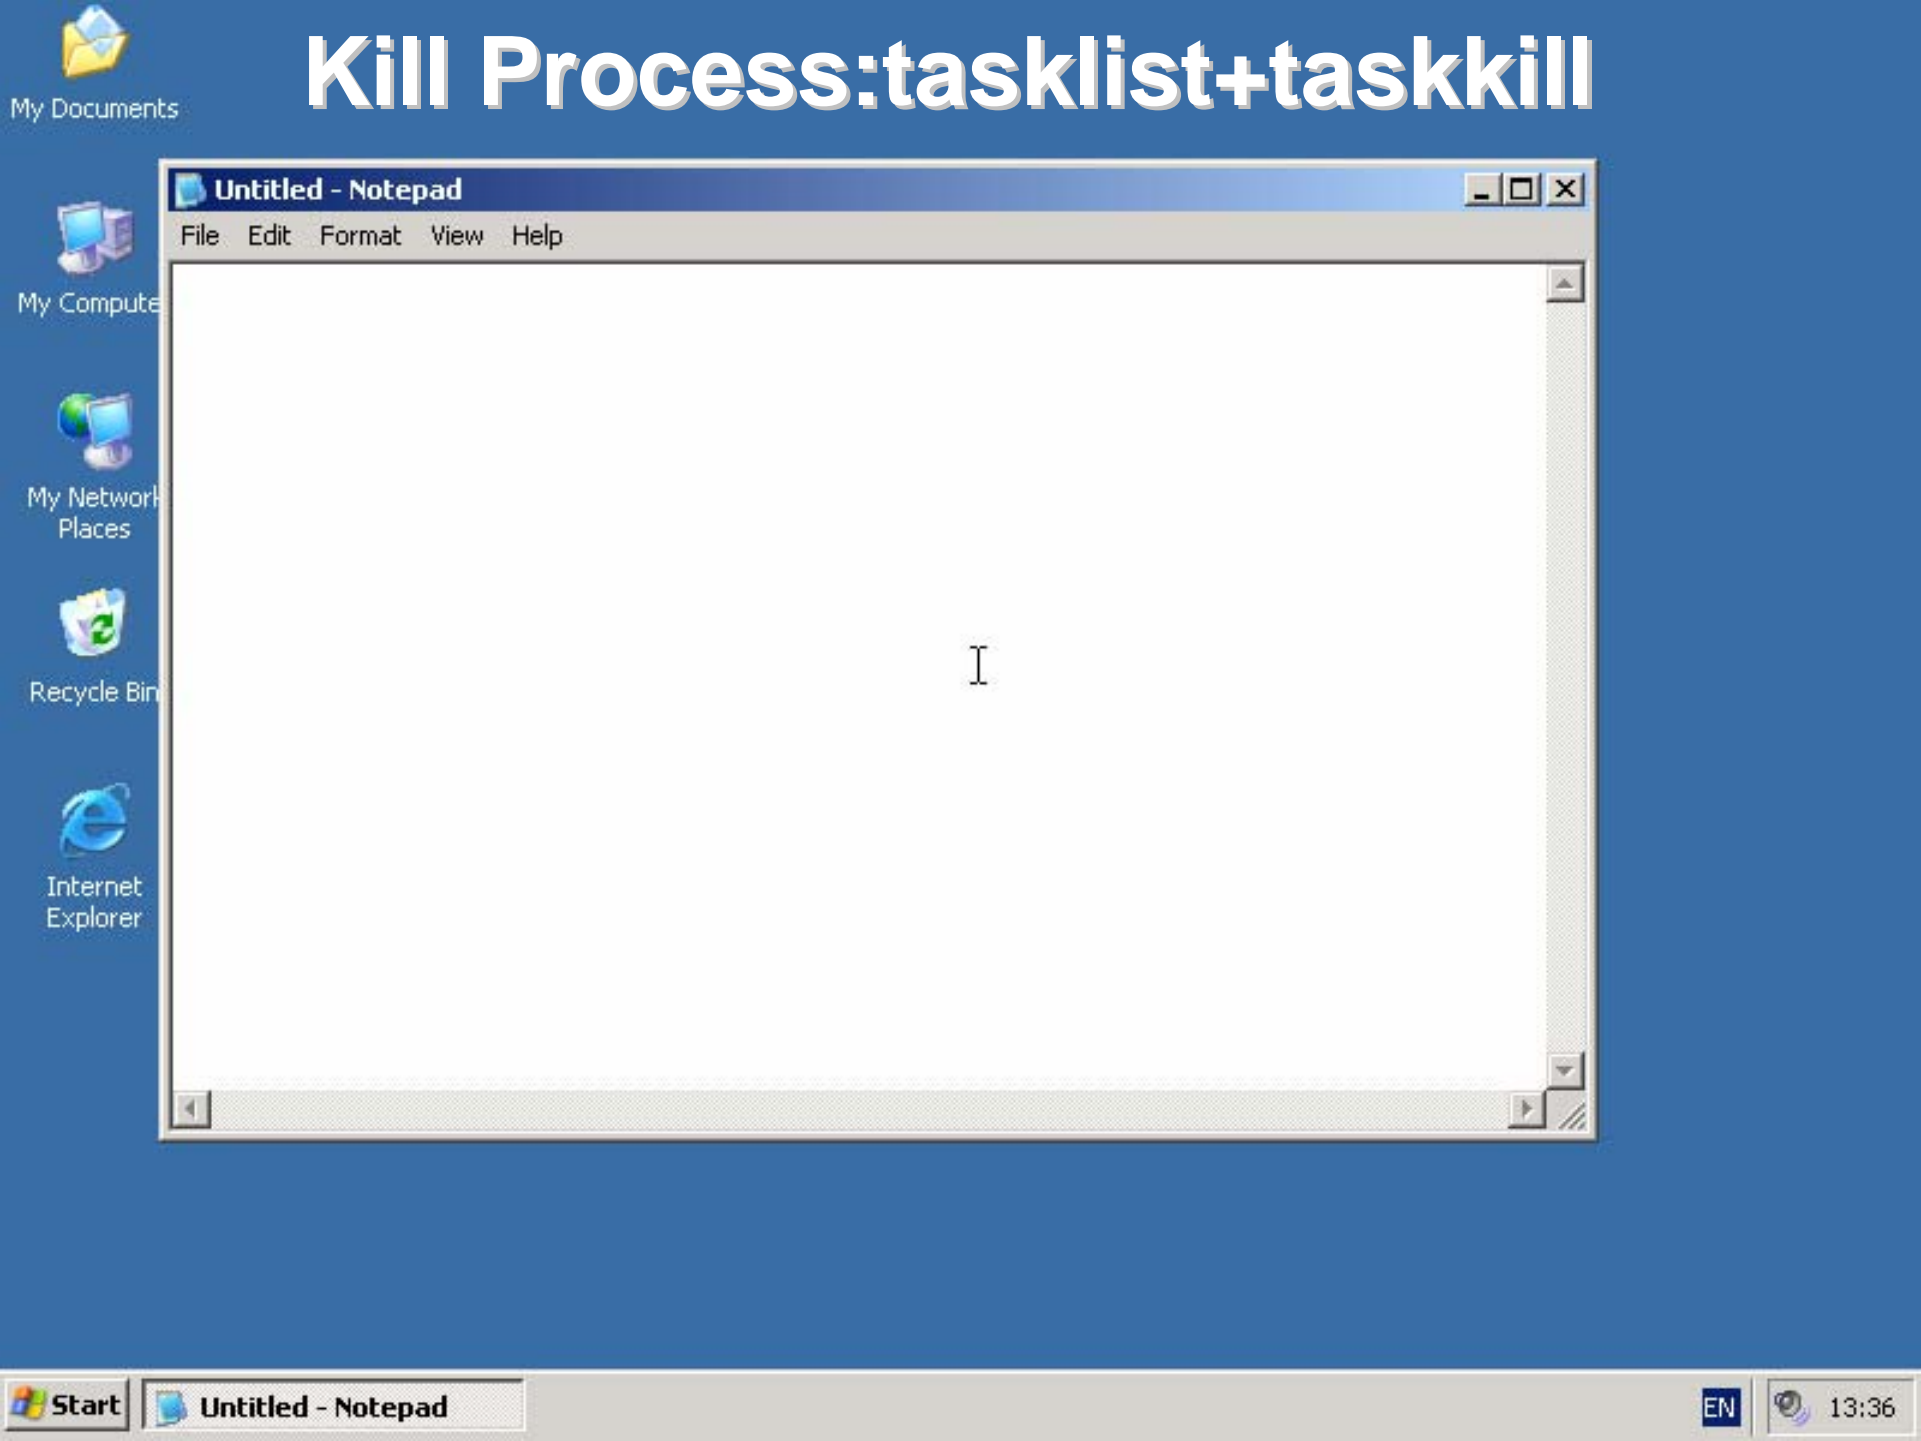 Kill Process:tasklist+taskkill
My Documents
Untitled - Notepad
File Edit Format View Help
My Compute
My Network
Places
Recycle Bin
Internet
Explorer
Start
Untitled - Notepad
EN
13:36